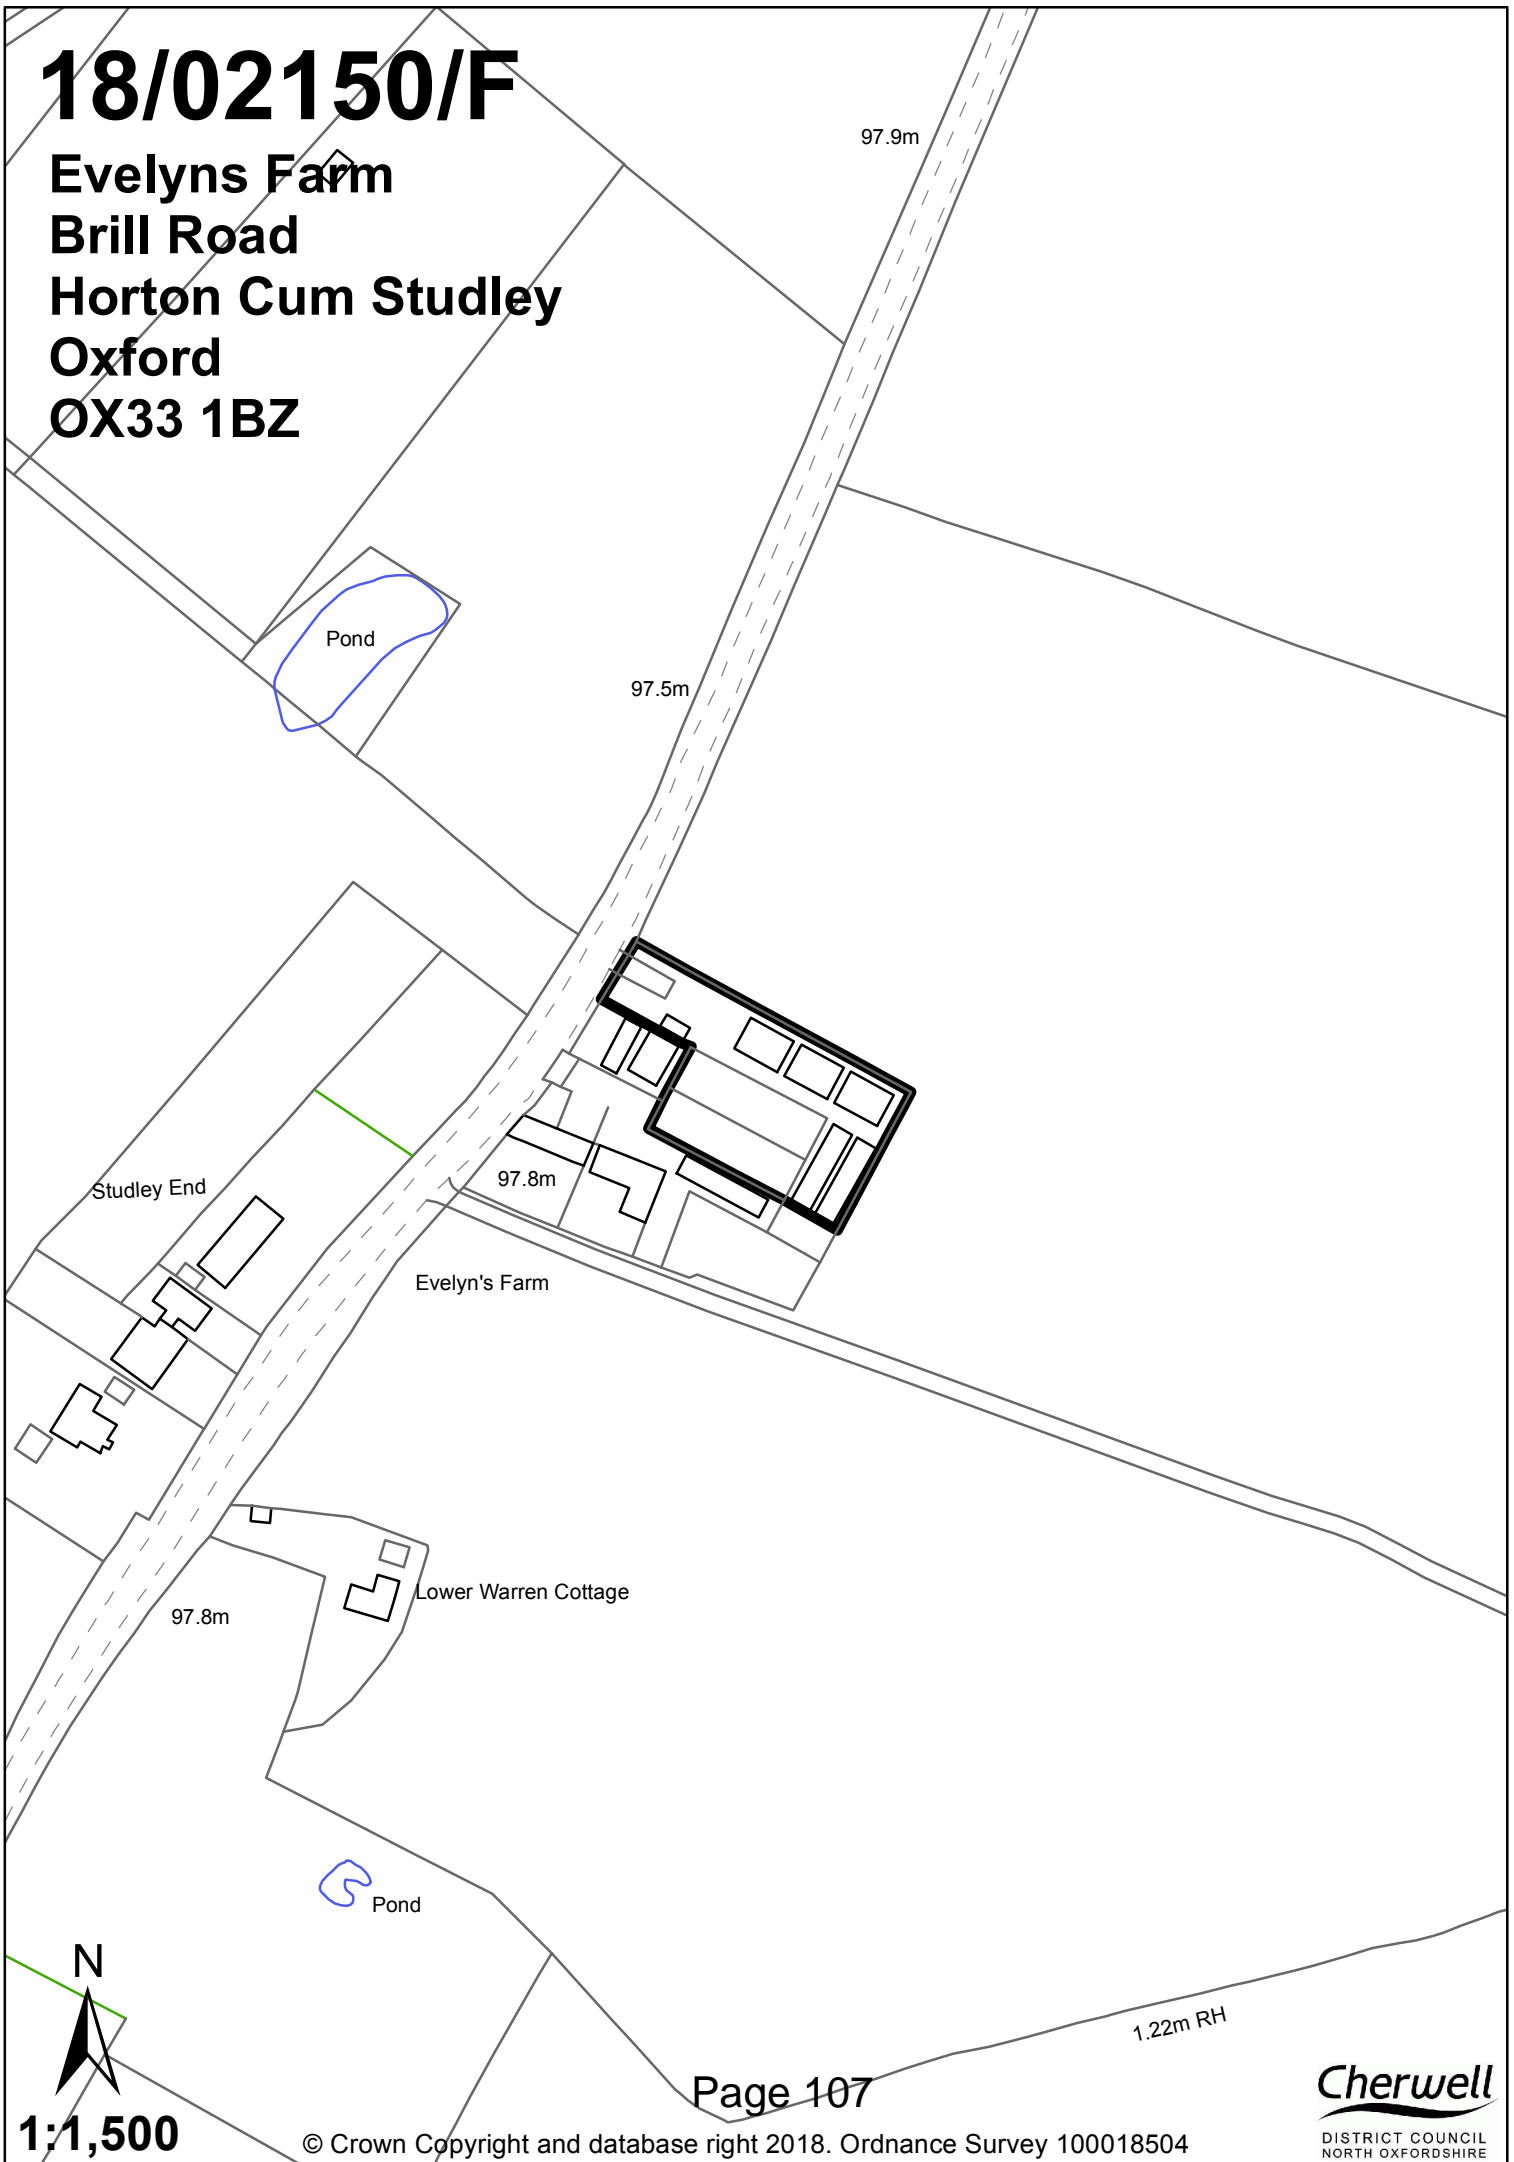 18/02150/F
Evelyns Farm
Brill Road
Horton Cum Studley
Oxford
OX33 1BZ
97.9m
Pond
97.5m
97.8m
Studley End
Evelyn's Farm
Lower Warren Cottage
97.8m
Pond
N
1.22m RH
Page 107
1:1,500
© Crown Copyright and database right 2018. Ordnance Survey 100018504
Cherwell
DISTRICT COUNCIL
NORTH OXFORDSHIRE